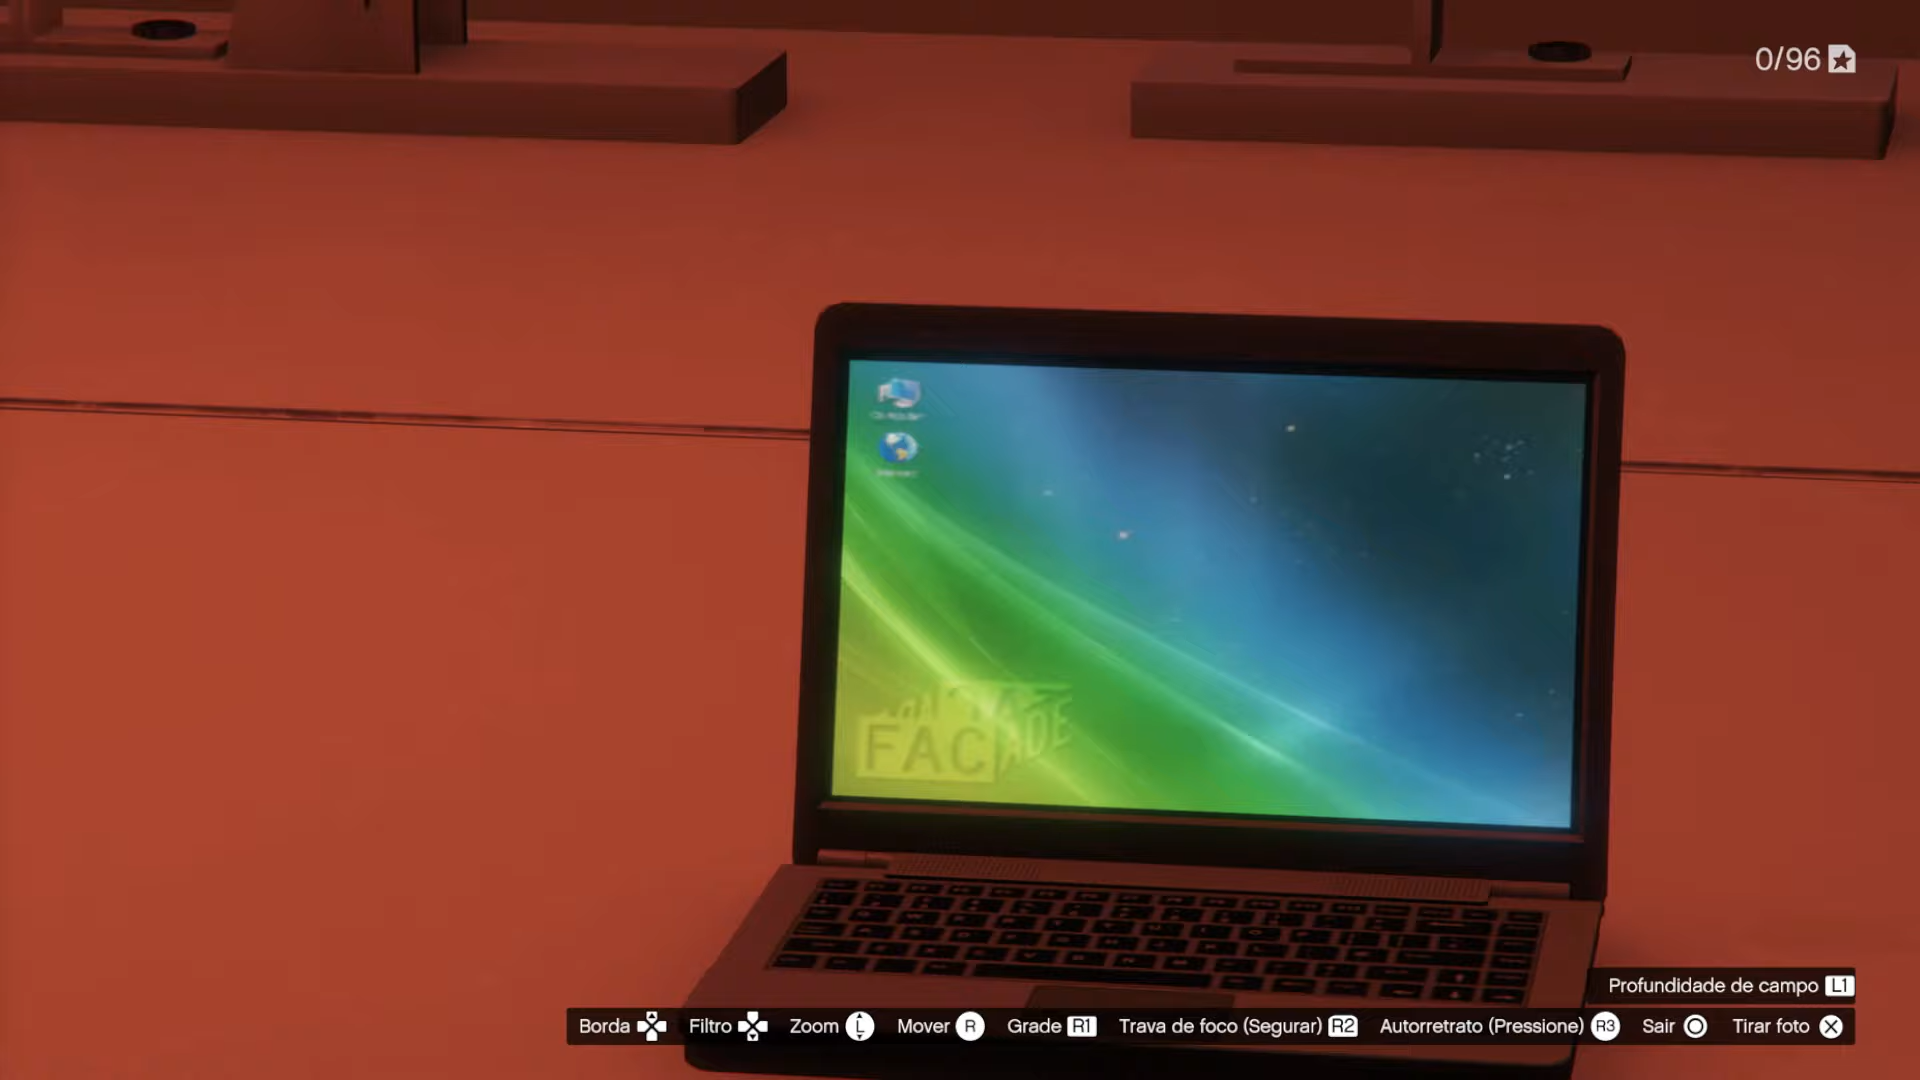 0/96
FACADE
Profundidade de campo L1
Borda Filtro Zoom L Mover R Grade R1 Trava de foco (Segurar) R2 Autorretrato (Pressione) R3 Sair Tirar foto